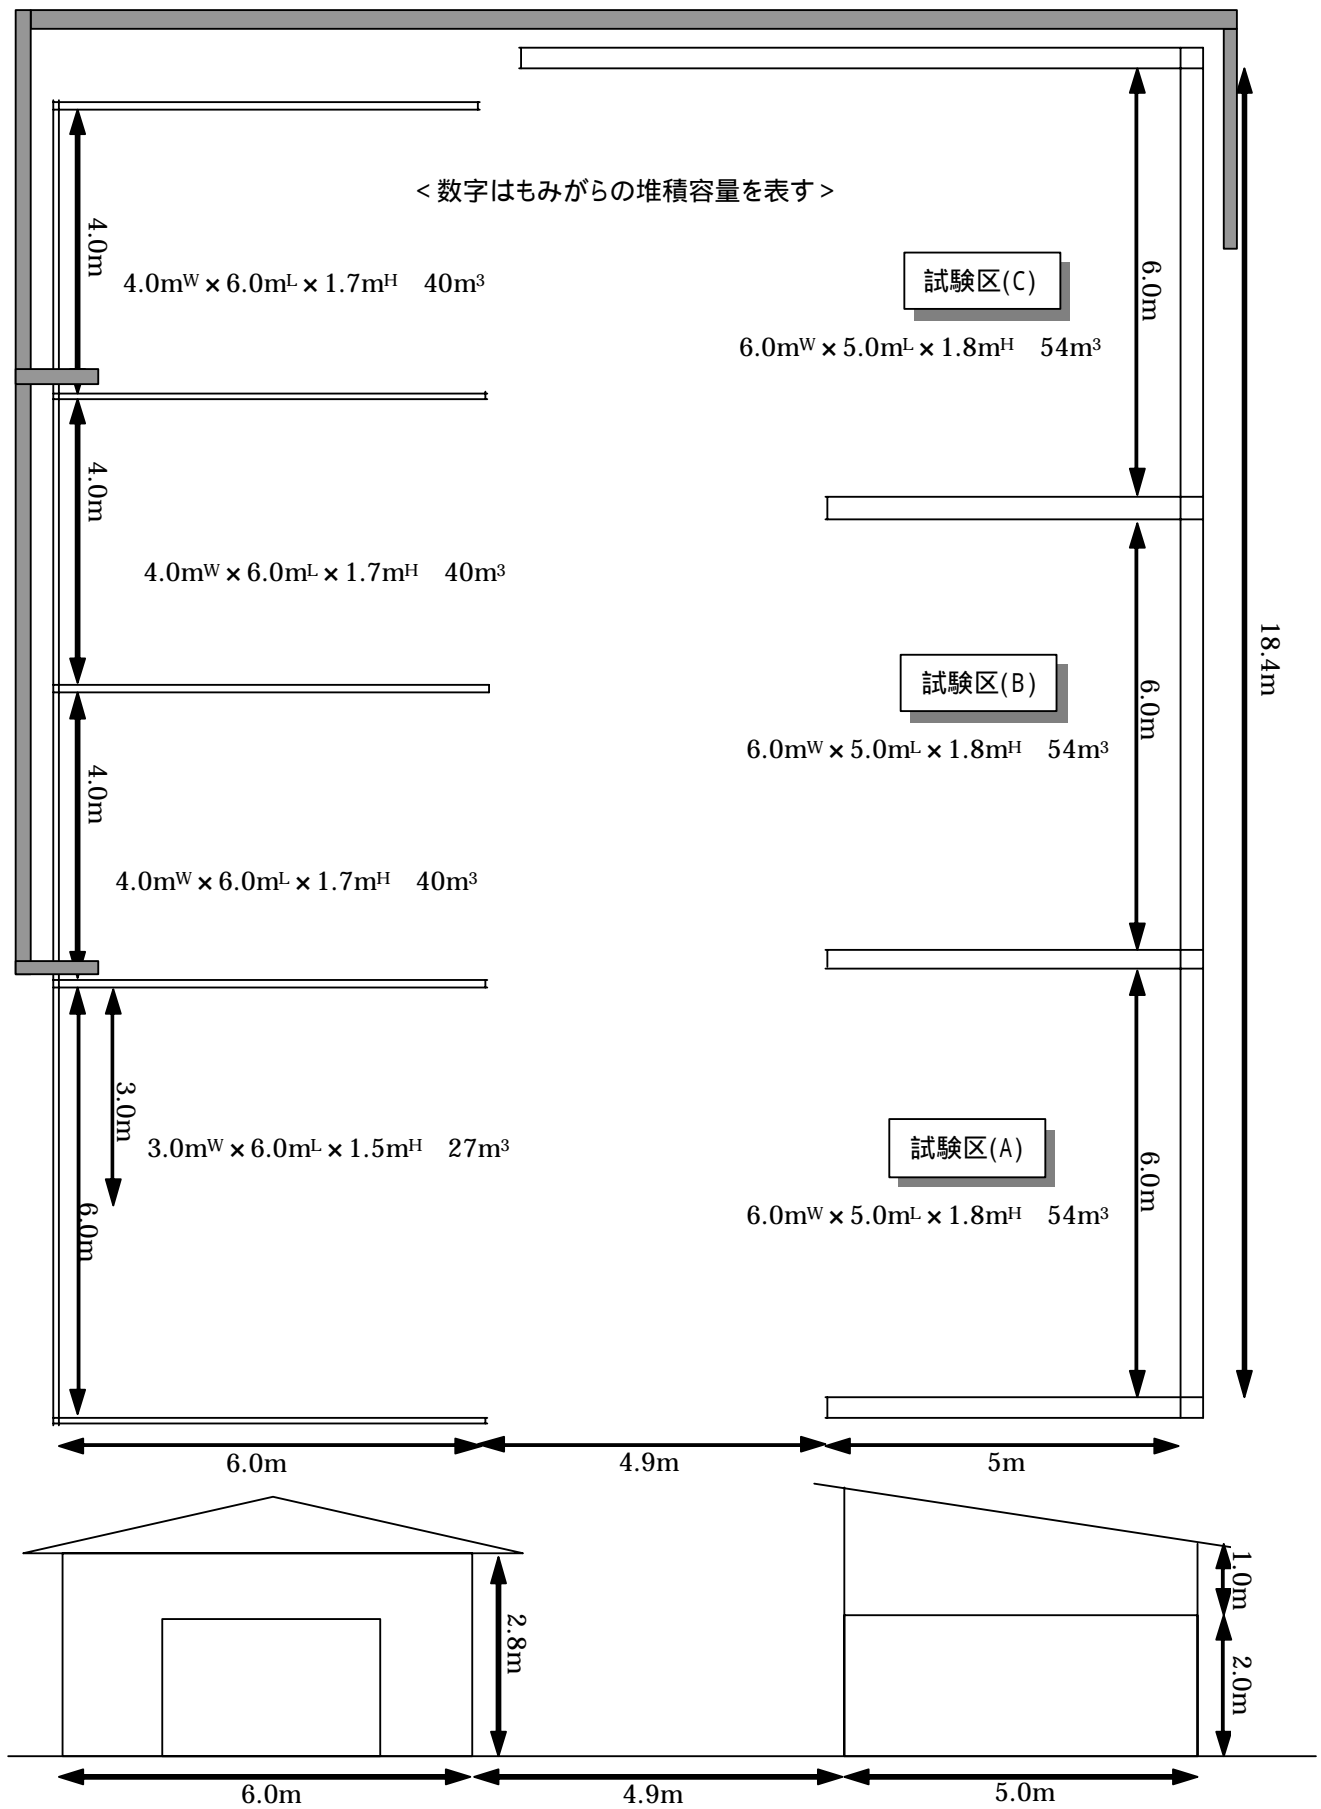 <数字はもみがらの堆積容量を表す>
4.0m
4.0mᵂ×6.0mᴸ×1.7mᴴ 40m³
試験区(C)
6.0m
6.0mᵂ×5.0mᴸ×1.8mᴴ 54m³
4.0m
4.0mᵂ×6.0mᴸ×1.7mᴴ 40m³
18.4m
試験区(B)
6.0m
6.0mᵂ×5.0mᴸ×1.8mᴴ 54m³
4.0m
4.0mᵂ×6.0mᴸ×1.7mᴴ 40m³
3.0m
3.0mᵂ×6.0mᴸ×1.5mᴴ 27m³
6.0m
試験区(A)
6.0m
6.0mᵂ×5.0mᴸ×1.8mᴴ 54m³
6.0m
4.9m
5m
2.8m
1.0m
2.0m
6.0m
4.9m
5.0m